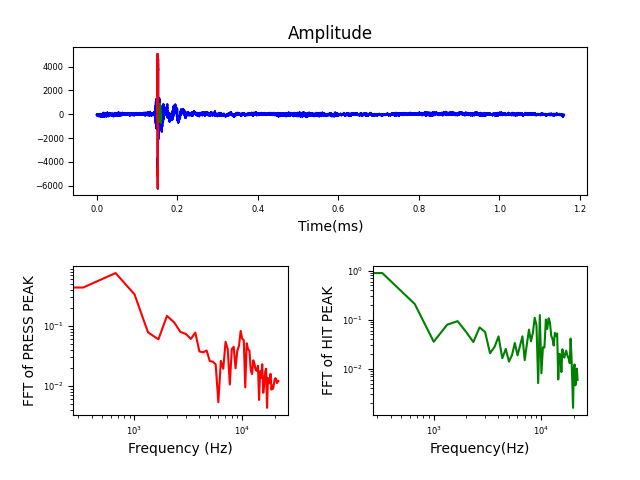 Amplitude
4000
2000
0
−2000
−4000
−6000
0.0 0.2 0.4 0.6 0.8 1.0 1.2
Time(ms)
FFT of PRESS PEAK
10⁻¹
10⁻²
10³ 10⁴
Frequency (Hz)
FFT of HIT PEAK
10⁰
10⁻¹
10⁻²
10³ 10⁴
Frequency(Hz)